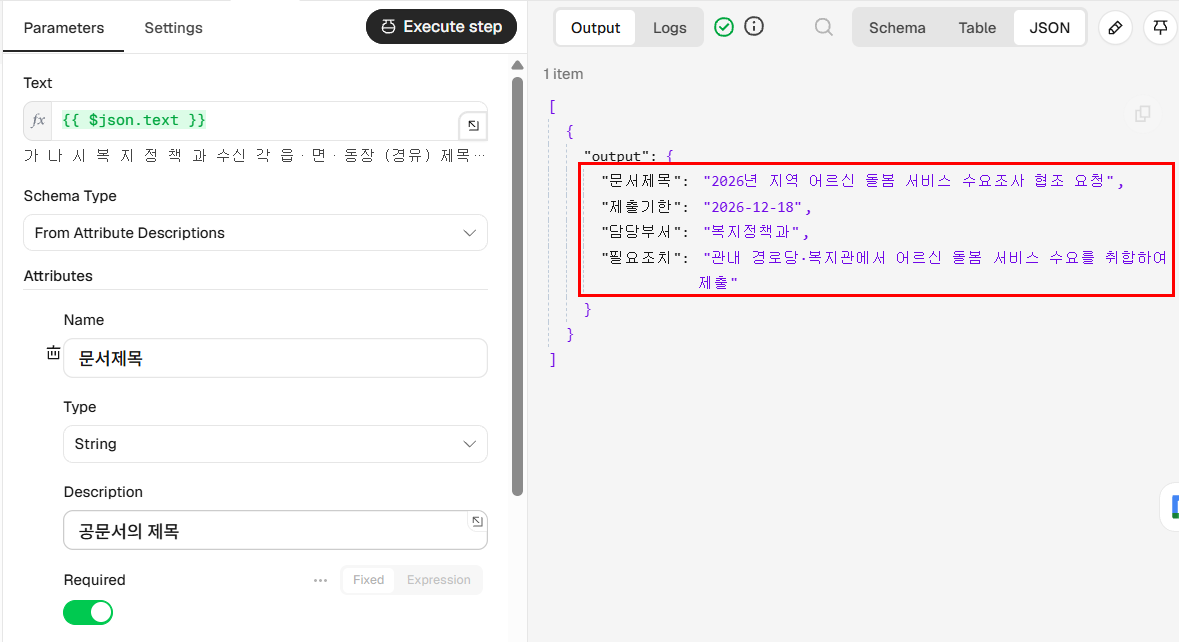 Parameters
Settings
Execute step
Text
fx
{{ $json.text }}
가 나 시 복 지 정 책 과 수신 각 읍·면·동장 (경유) 제목…
Schema Type
From Attribute Descriptions
Attributes
Name
문서제목
Type
String
Description
공문서의 제목
Required
Fixed
Expression
Output
Logs
Schema
Table
JSON
1 item
[
{
"output": {
"문서제목": "2026년 지역 어르신 돌봄 서비스 수요조사 협조 요청",
"제출기한": "2026-12-18",
"담당부서": "복지정책과",
"필요조치": "관내 경로당·복지관에서 어르신 돌봄 서비스 수요를 취합하여
제출"
}
}
]